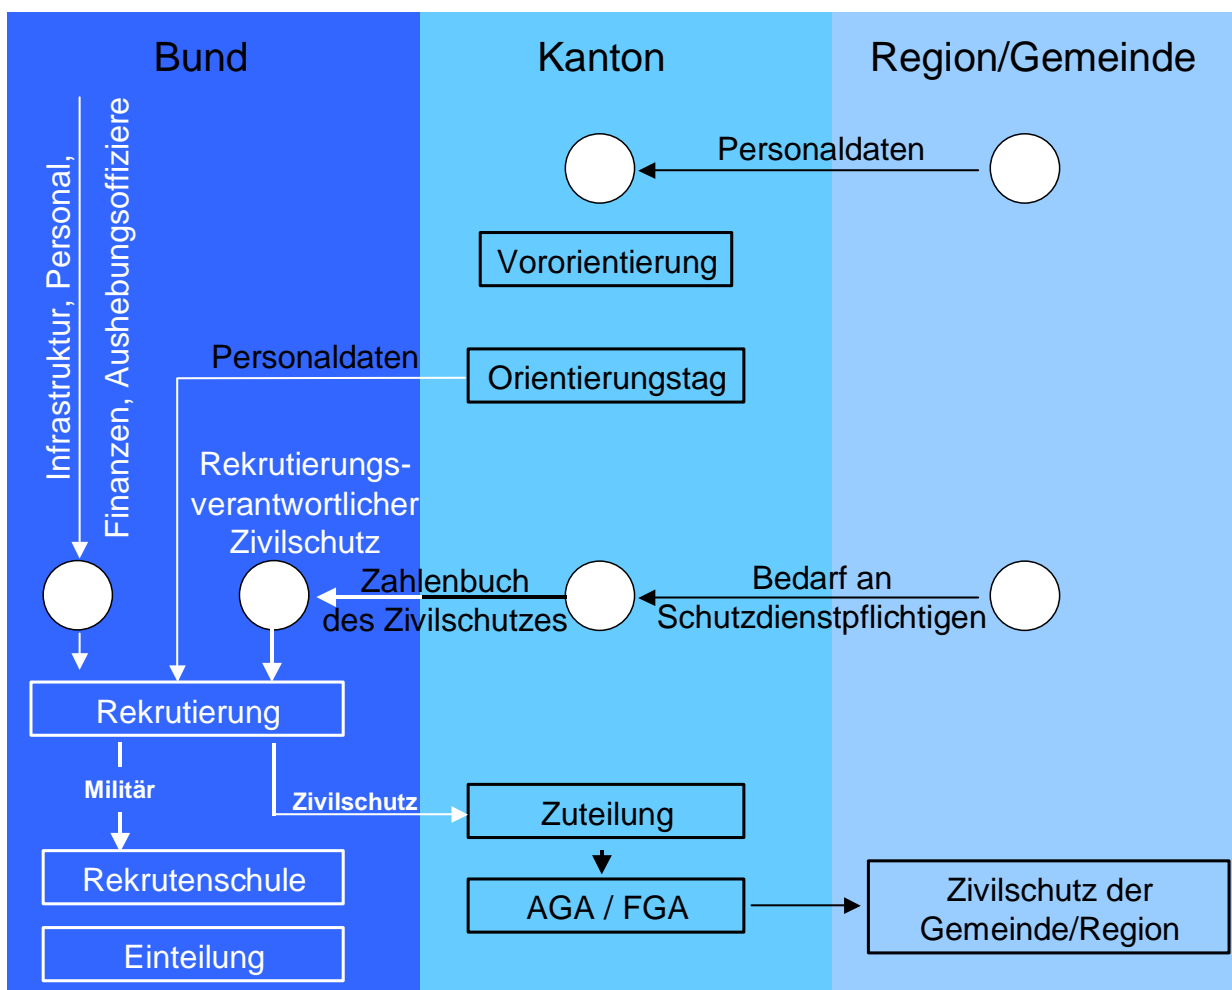 Bund
Kanton
Region/Gemeinde
Infrastruktur, Personal,
Finanzen, Aushebungsoffiziere
Personaldaten
Vororientierung
Personaldaten
Orientierungstag
Rekrutierungs-
verantwortlicher
Zivilschutz
Zahlenbuch
des Zivilschutzes
Bedarf an
Schutzdienstpflichtigen
Rekrutierung
Militär
Zivilschutz
Zuteilung
Rekrutenschule
AGA / FGA
Zivilschutz der
Gemeinde/Region
Einteilung